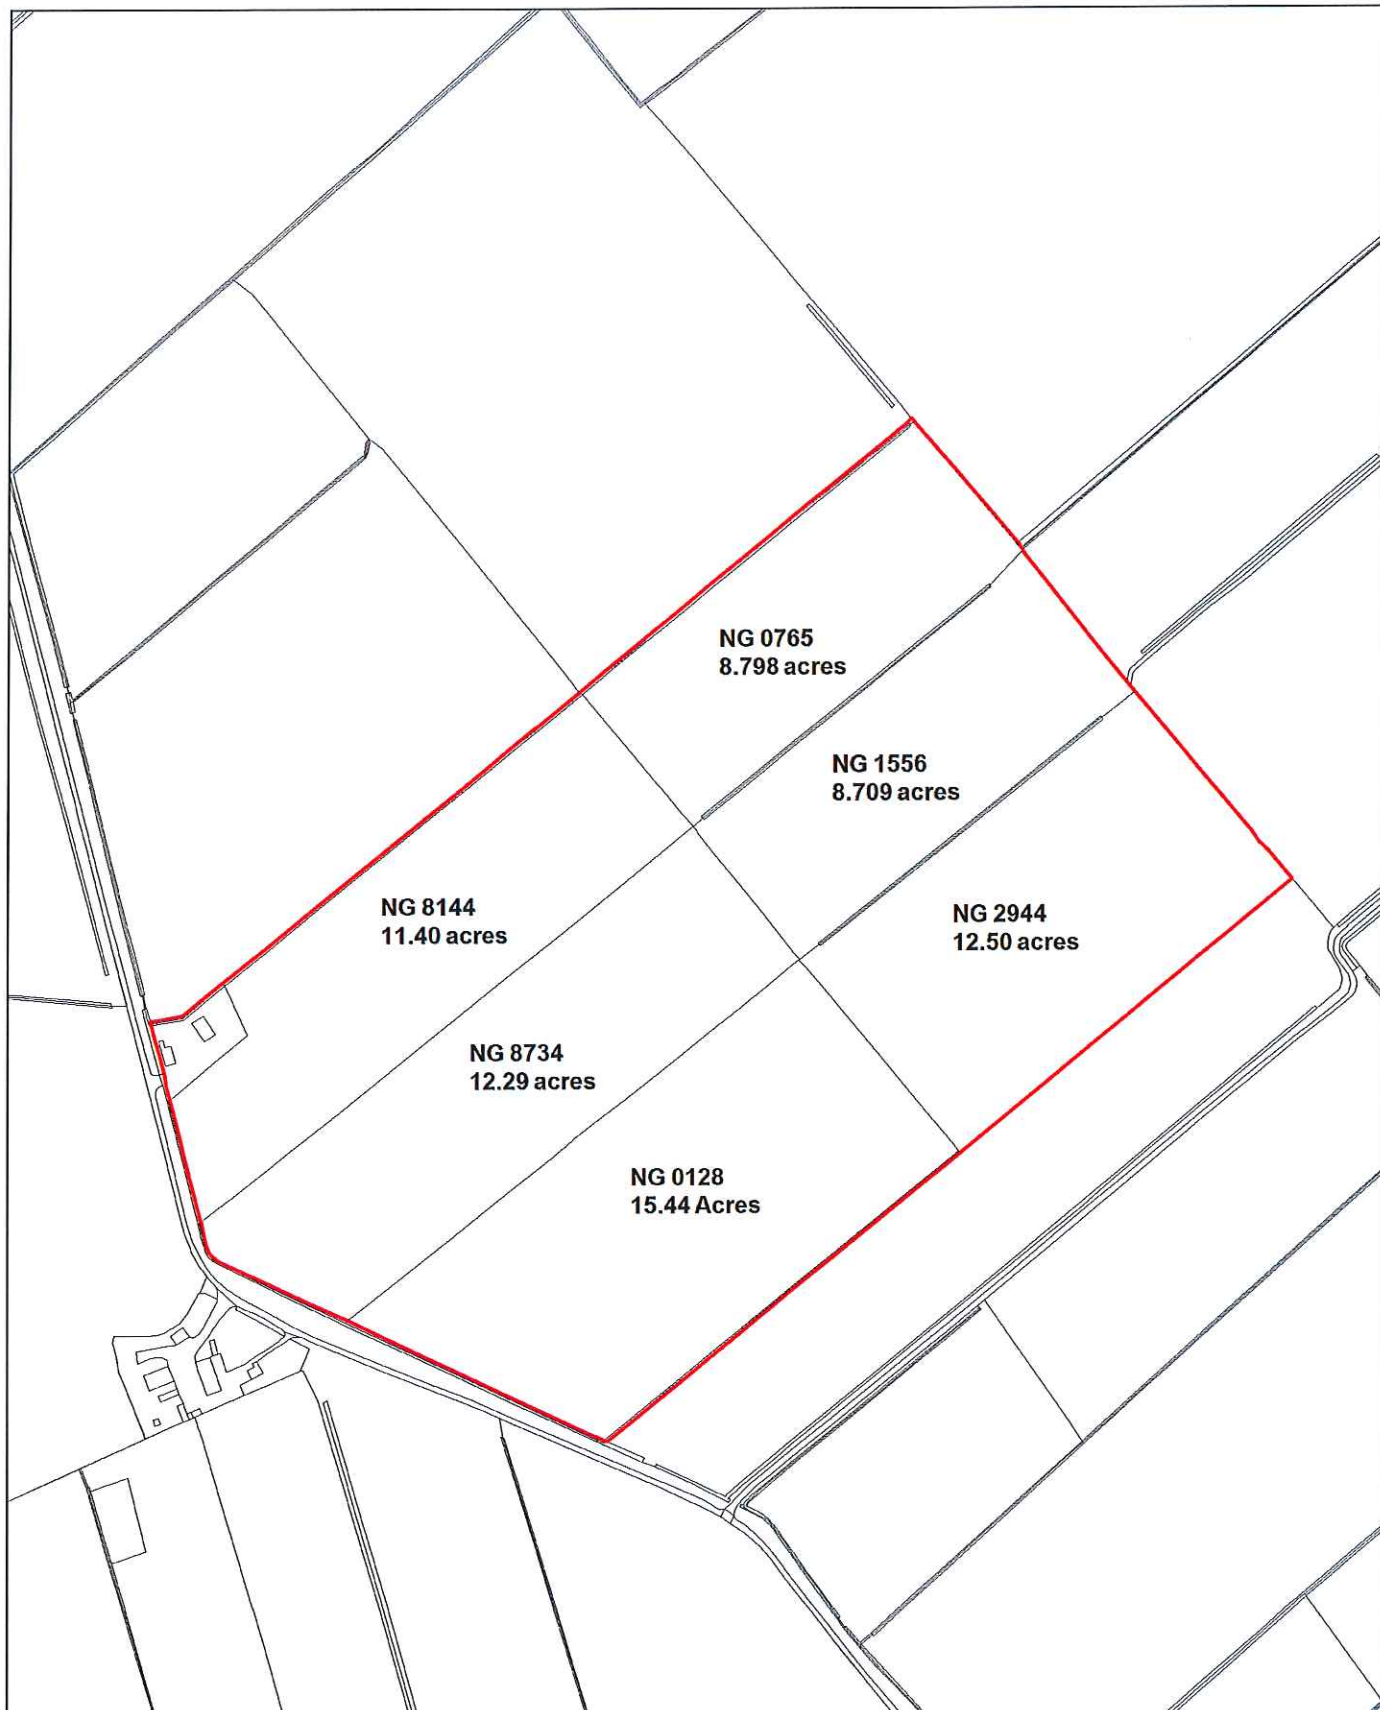 NG 0765
8.798 acres
NG 1556
8.709 acres
NG 8144
11.40 acres
NG 2944
12.50 acres
NG 8734
12.29 acres
NG 0128
15.44 Acres